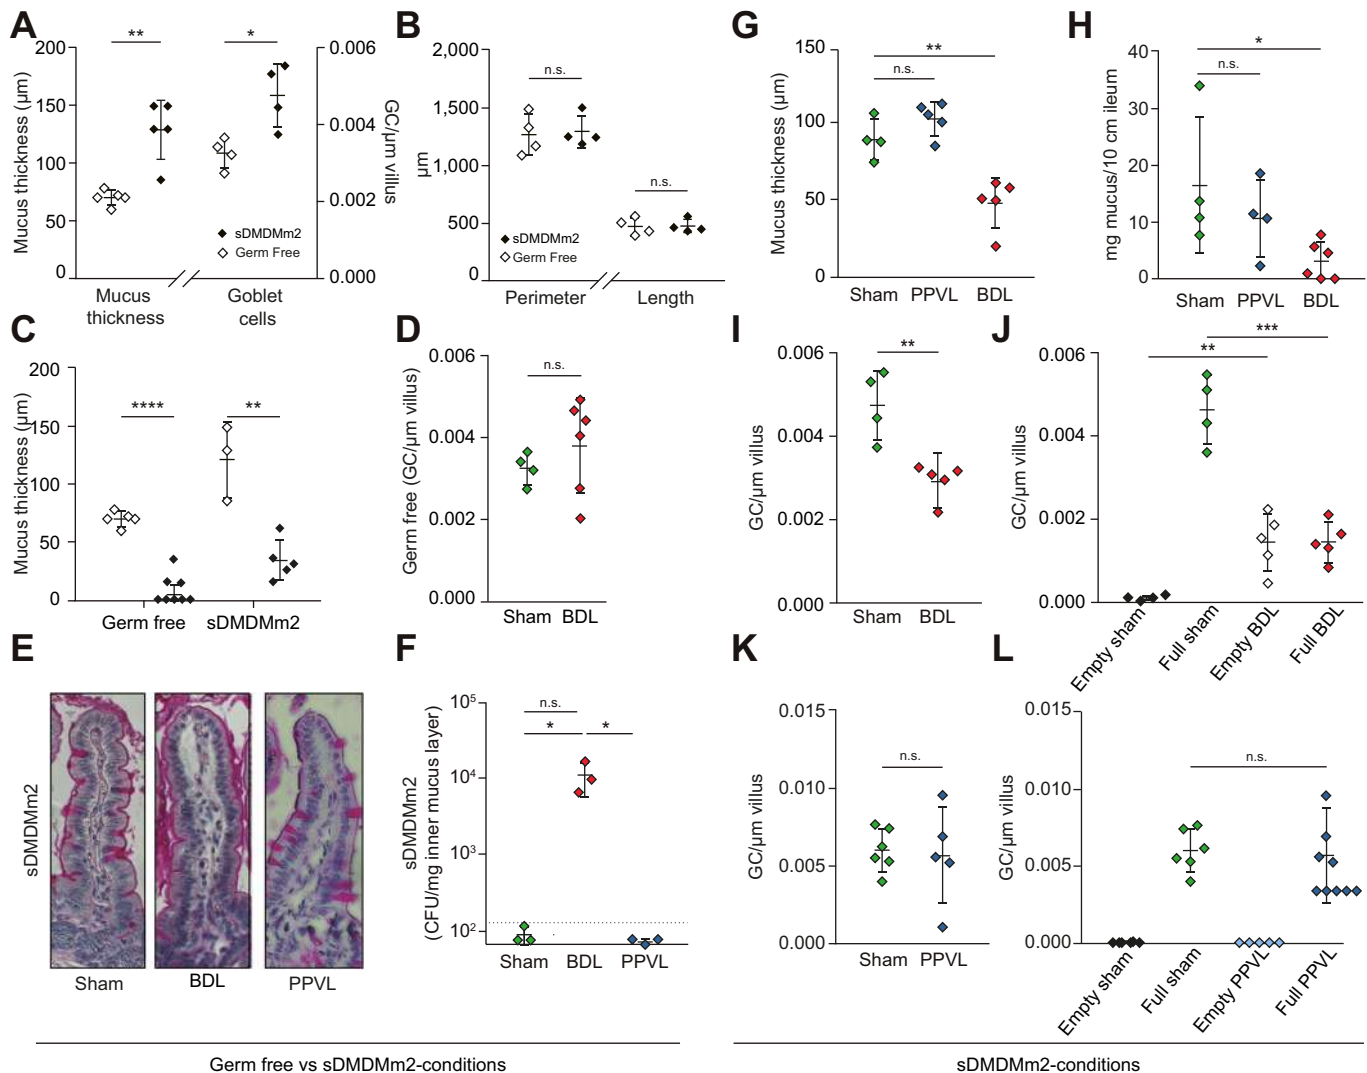 A
Mucus thickness (µm)
200
150
100
50
0
**
*
0.006
0.004
0.002
0.000
GC/µm villus
sDMDMm2
Germ Free
Mucus
thickness
Goblet
cells
B
µm
2,000
1,500
1,000
500
0
n.s.
n.s.
sDMDMm2
Germ Free
Perimeter
Length
G
Mucus thickness (µm)
150
100
50
0
**
n.s.
Sham PPVL BDL
H
mg mucus/10 cm ileum
40
30
20
10
0
*
n.s.
Sham PPVL BDL
C
Mucus thickness (µm)
200
150
100
50
0
****
**
Germ free sDMDMm2
D
Germ free (GC/µm villus)
0.006
0.004
0.002
0.000
n.s.
Sham BDL
I
GC/µm villus
0.006
0.004
0.002
0.000
**
Sham BDL
J
GC/µm villus
0.006
0.004
0.002
0.000
***
**
Empty sham
Full sham
Empty BDL
Full BDL
E
sDMDMm2
Sham BDL PPVL
F
sDMDMm2
(CFU/mg inner mucus layer)
10⁵
10⁴
10³
10²
n.s.
* *
Sham BDL PPVL
K
GC/µm villus
0.015
0.010
0.005
0.000
n.s.
Sham PPVL
L
GC/µm villus
0.015
0.010
0.005
0.000
n.s.
Empty sham
Full sham
Empty PPVL
Full PPVL
Germ free vs sDMDMm2-conditions
sDMDMm2-conditions